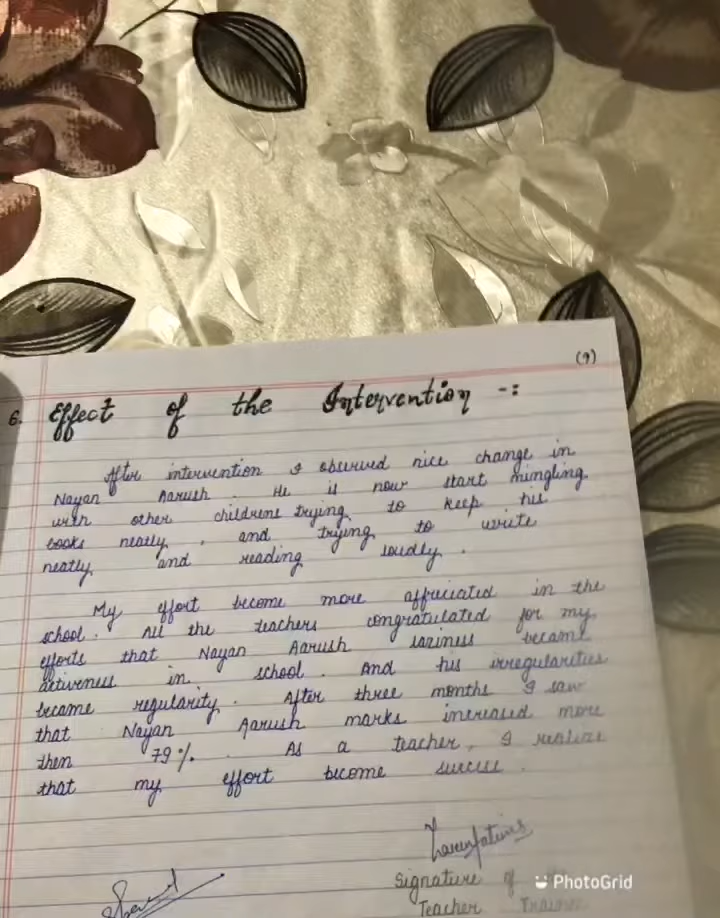 (9)
6. Effect of the Intervention -:
After intervention I observed nice change in
Nayan Aarush. He is now start mingling
with other childrens trying to keep his
books neatly, and trying to write
neatly and reading loudly.
My effort become more affreciated in the
school. All the teachers congratulated for my
efforts that Nayan Aarush laziness became
activeness in school. And his irregularities
became regularity. After three months I saw
that Nayan Aarush marks increased more
then 79%. As a teacher, I realize
that my effort become success.
Signature of
Teacher Trainee
PhotoGrid